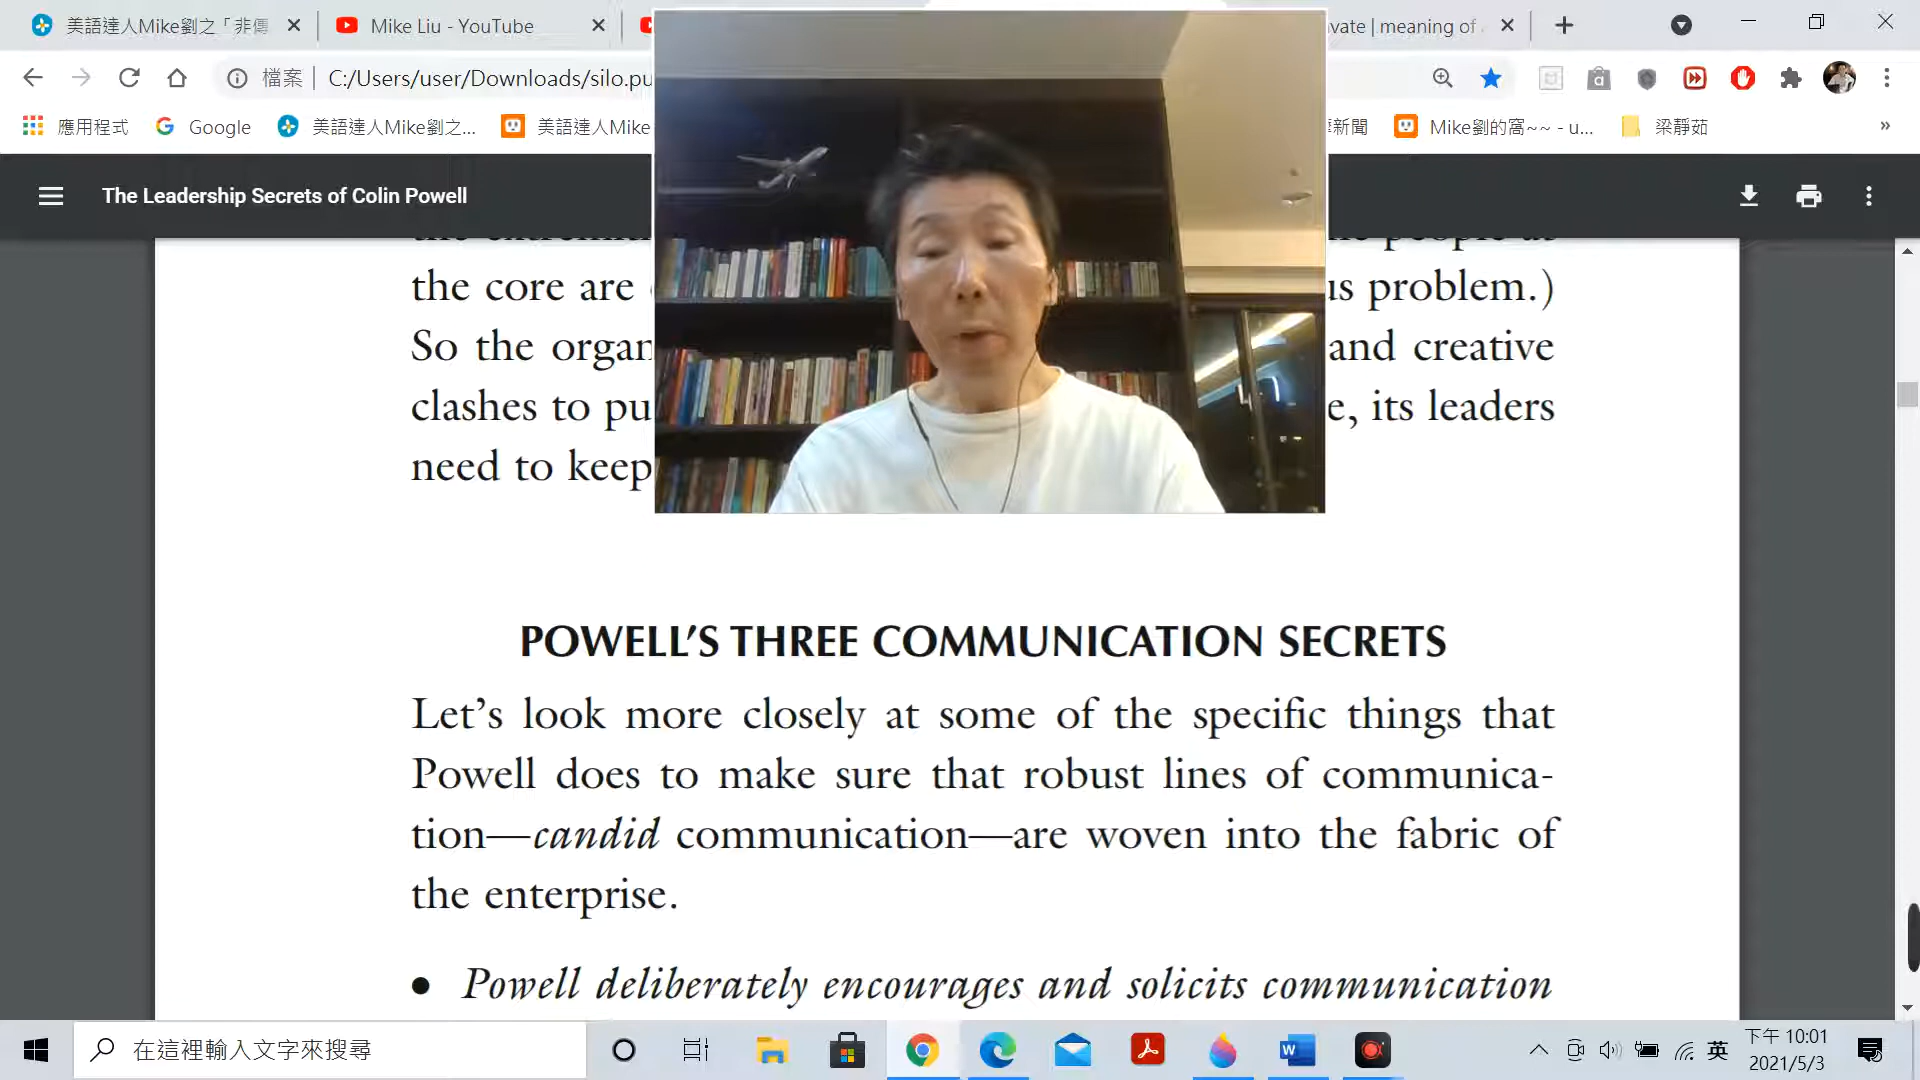 美語達人Mike劉之「非傳
Mike Liu - YouTube
vate | meaning of
檔案
C:/Users/user/Downloads/silo.pu
應用程式
Google
美語達人Mike劉之...
美語達人Mike
新聞
Mike劉的窩~~ - u...
梁靜茹
»
The Leadership Secrets of Colin Powell
the core are
us problem.)
So the organ
and creative
clashes to pu
e, its leaders
need to keep
POWELL'S THREE COMMUNICATION SECRETS
Let's look more closely at some of the specific things that
Powell does to make sure that robust lines of communica-
tion—candid communication—are woven into the fabric of
the enterprise.
• Powell deliberately encourages and solicits communication
在這裡輸入文字來搜尋
英
下午 10:01
2021/5/3